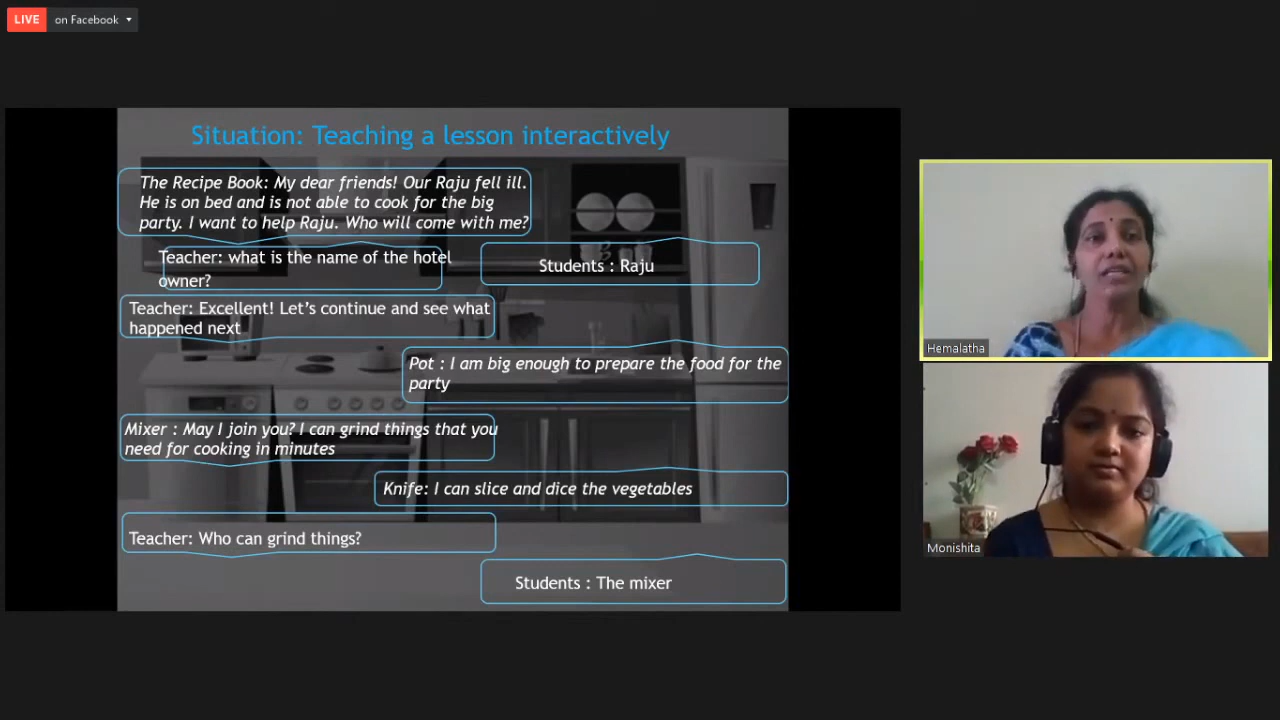 LIVE on Facebook
Situation: Teaching a lesson interactively
The Recipe Book: My dear friends! Our Raju fell ill.
He is on bed and is not able to cook for the big
party. I want to help Raju. Who will come with me?
Teacher: what is the name of the hotel
owner?
Students : Raju
Teacher: Excellent! Let’s continue and see what
happened next
Pot : I am big enough to prepare the food for the
party
Mixer : May I join you? I can grind things that you
need for cooking in minutes
Knife: I can slice and dice the vegetables
Teacher: Who can grind things?
Students : The mixer
Hemalatha
Monishita